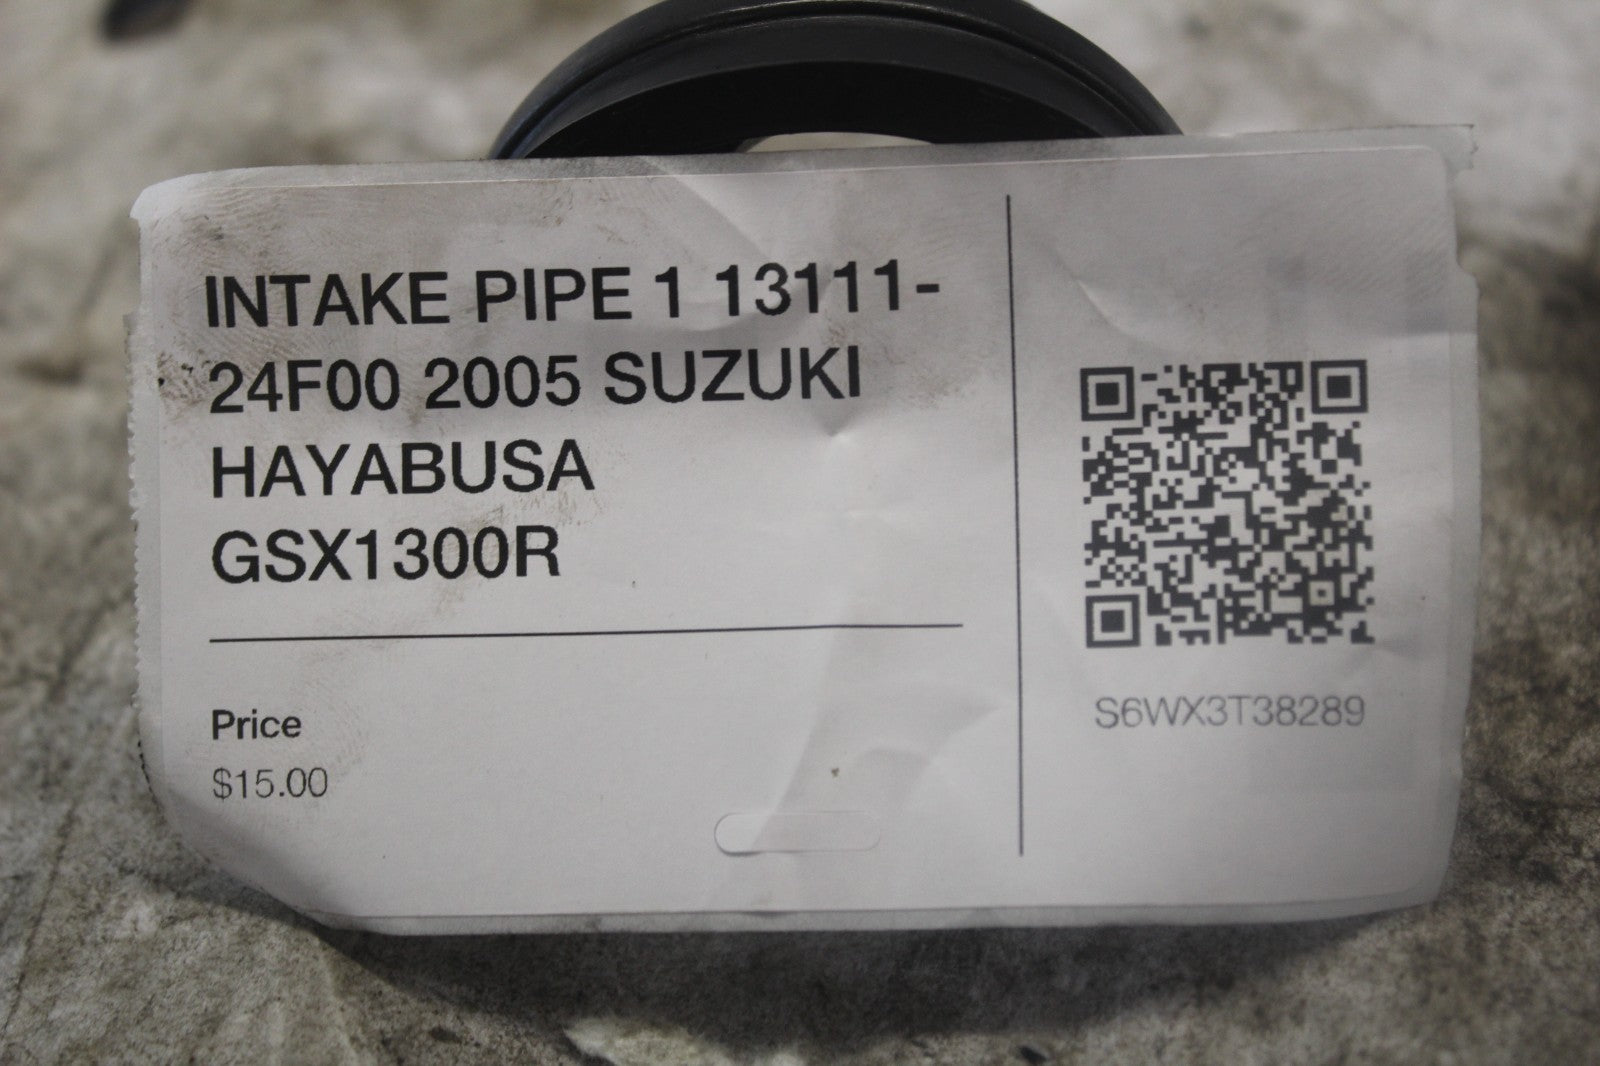 INTAKE PIPE 1 13111-
24F00 2005 SUZUKI
HAYABUSA
GSX1300R
Price
$15.00
S6WX3T38289